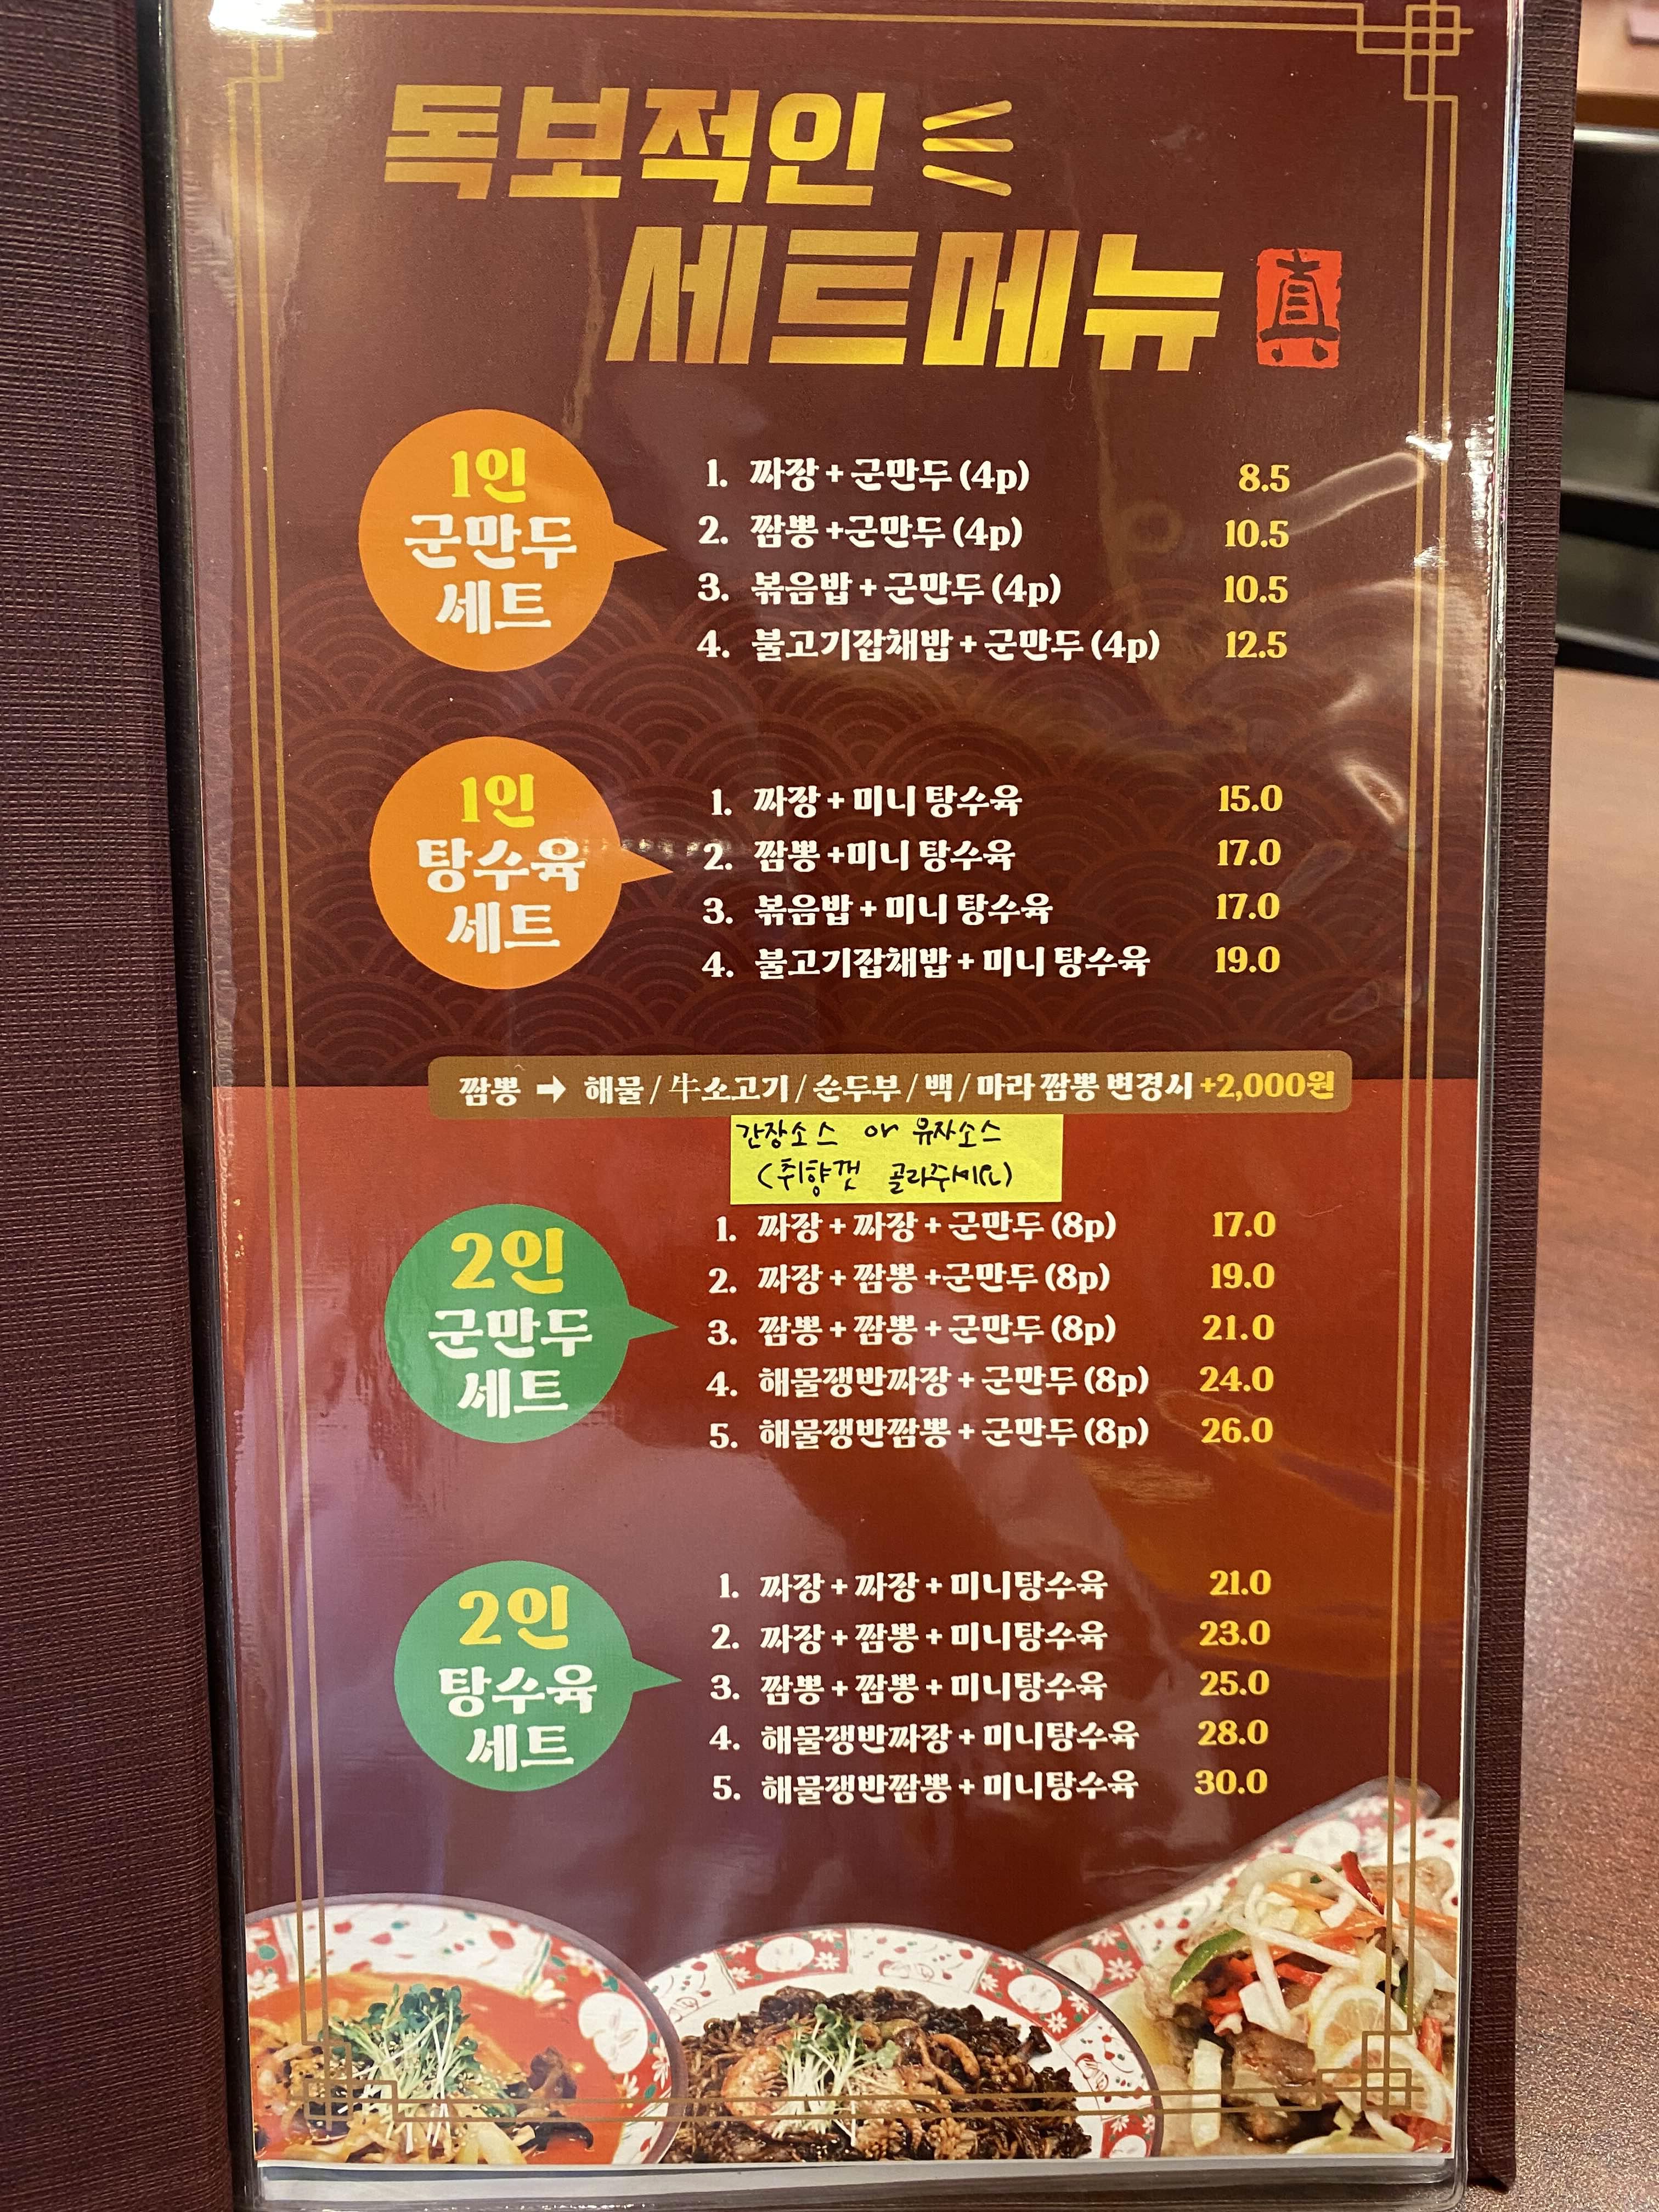 독보적인
세트메뉴 真
1인
군만두
세트
1. 짜장 + 군만두 (4p) 8.5
2. 짬뽕 +군만두 (4p) 10.5
3. 볶음밥 + 군만두 (4p) 10.5
4. 불고기잡채밥 + 군만두 (4p) 12.5
1인
탕수육
세트
1. 짜장 + 미니 탕수육 15.0
2. 짬뽕 +미니 탕수육 17.0
3. 볶음밥 + 미니 탕수육 17.0
4. 불고기잡채밥 + 미니 탕수육 19.0
짬뽕 ➡ 해물 / 牛소고기 / 순두부 / 백 / 마라 짬뽕 변경시 +2,000원
간장소스 or 유자소스
(취향껏 골라주세요)
2인
군만두
세트
1. 짜장 + 짜장 + 군만두 (8p) 17.0
2. 짜장 + 짬뽕 +군만두 (8p) 19.0
3. 짬뽕 + 짬뽕 + 군만두 (8p) 21.0
4. 해물쟁반짜장 + 군만두 (8p) 24.0
5. 해물쟁반짬뽕 + 군만두 (8p) 26.0
2인
탕수육
세트
1. 짜장 + 짜장 + 미니탕수육 21.0
2. 짜장 + 짬뽕 + 미니탕수육 23.0
3. 짬뽕 + 짬뽕 + 미니탕수육 25.0
4. 해물쟁반짜장 + 미니탕수육 28.0
5. 해물쟁반짬뽕 + 미니탕수육 30.0